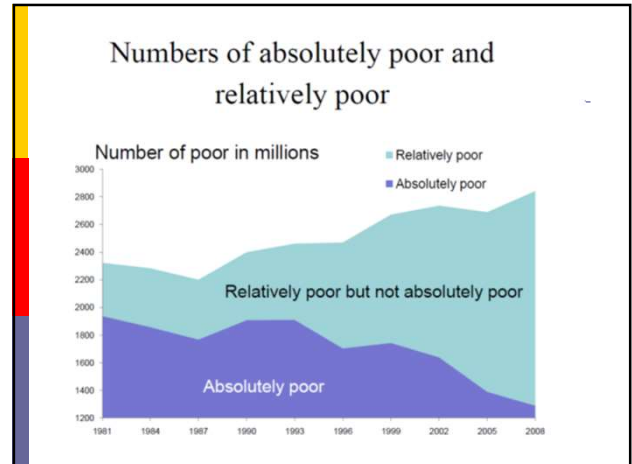 Numbers of absolutely poor and
relatively poor
Number of poor in millions
Relatively poor
Absolutely poor
3000
2800
2600
2400
2200
2000
1800
1600
1400
1200
Relatively poor but not absolutely poor
Absolutely poor
1981 1984 1987 1990 1993 1996 1999 2002 2005 2008